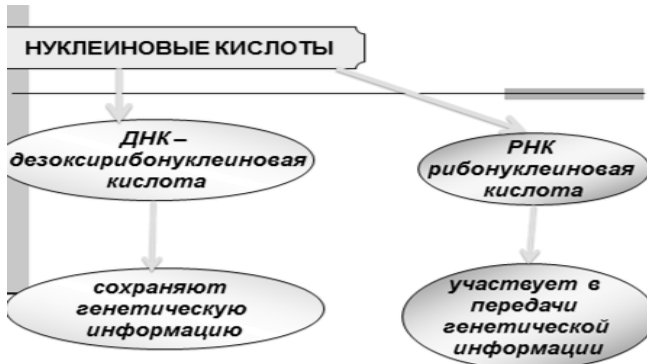 НУКЛЕИНОВЫЕ КИСЛОТЫ
ДНК –
дезоксирибонуклеиновая
кислота
РНК
рибонуклеиновая
кислота
сохраняют
генетическую
информацию
участвует в
передачи
генетической
информации